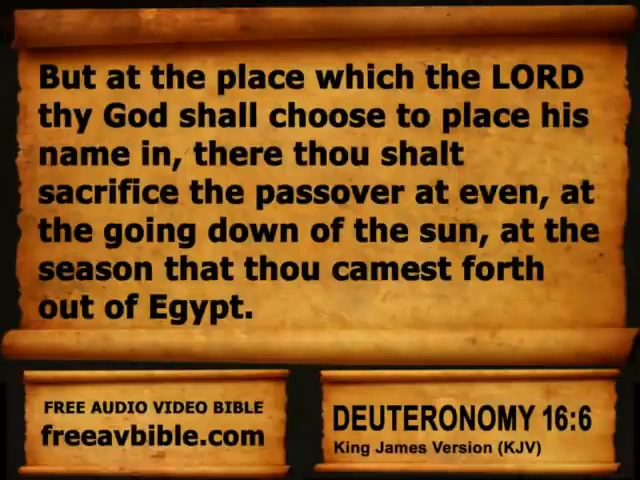 But at the place which the LORD
thy God shall choose to place his
name in, there thou shalt
sacrifice the passover at even, at
the going down of the sun, at the
season that thou camest forth
out of Egypt.
FREE AUDIO VIDEO BIBLE
freeavbible.com
DEUTERONOMY 16:6
King James Version (KJV)